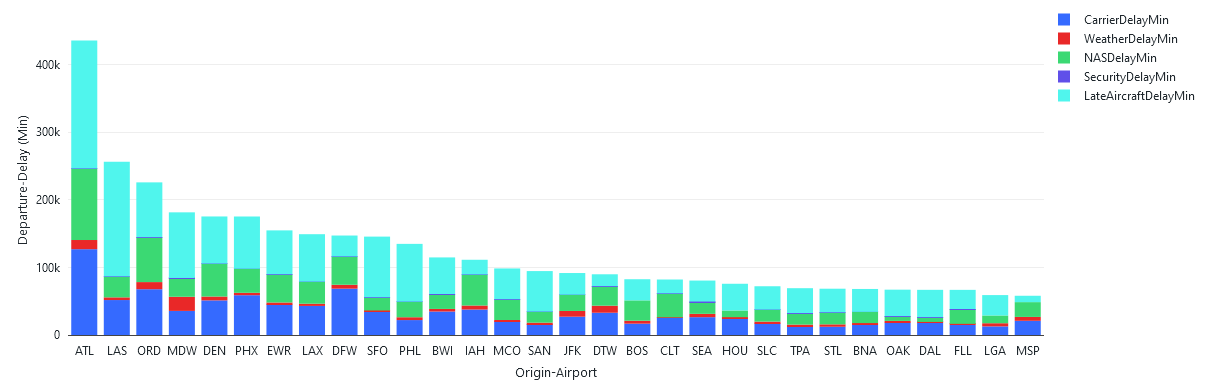 CarrierDelayMin
WeatherDelayMin
NASDelayMin
SecurityDelayMin
LateAircraftDelayMin
Departure-Delay (Min)
400k
300k
200k
100k
0
ATL LAS ORD MDW DEN PHX EWR LAX DFW SFO PHL BWI IAH MCO SAN JFK DTW BOS CLT SEA HOU SLC TPA STL BNA OAK DAL FLL LGA MSP
Origin-Airport